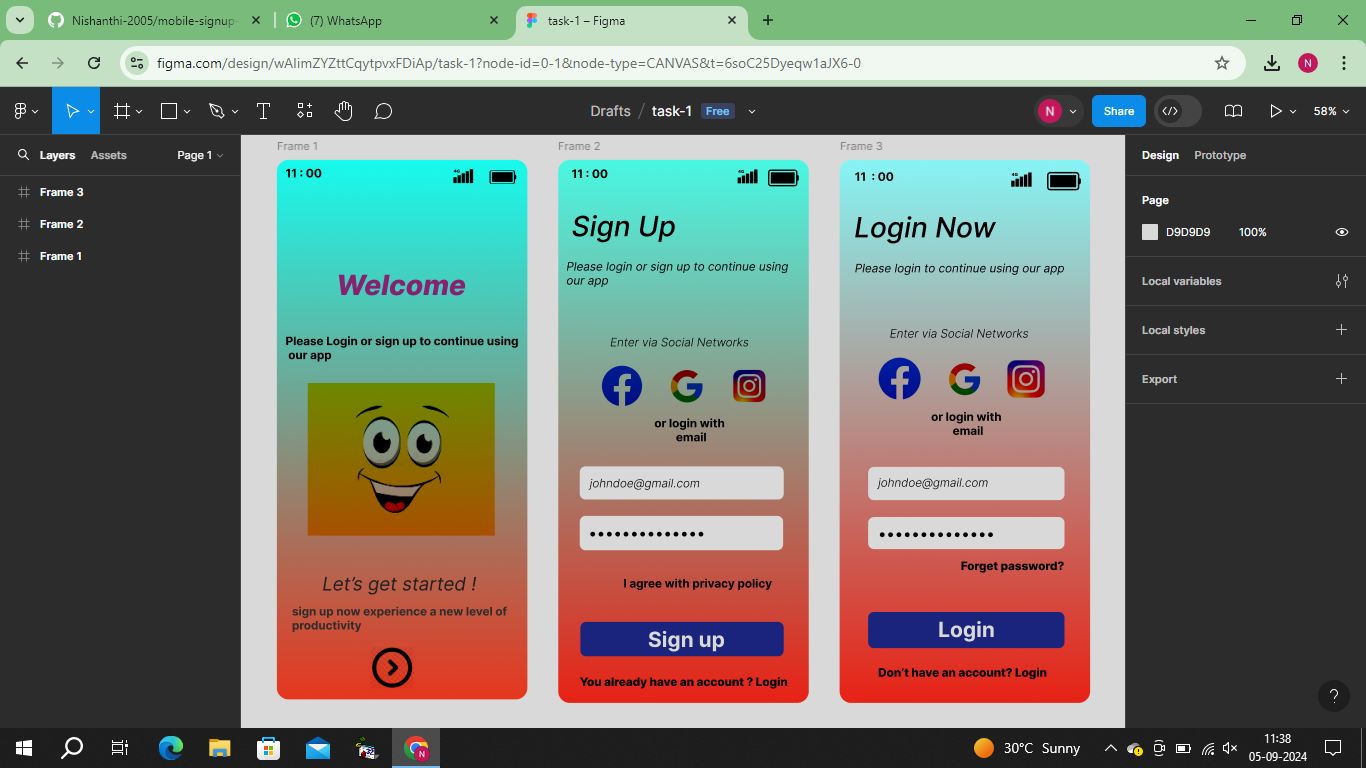 Nishanthi-2005/mobile-signup
(7) WhatsApp
task-1 – Figma
figma.com/design/wAlimZYZttCqytpvxFDiAp/task-1?node-id=0-1&node-type=CANVAS&t=6soC25Dyeqw1aJX6-0
N
Drafts / task-1 Free
N
Share
58%
Layers
Assets
Page 1
Frame 3
Frame 2
Frame 1
Frame 1
11:00
4G
Welcome
Please Login or sign up to continue using
our app
Let's get started !
sign up now experience a new level of
productivity
Frame 2
11:00
4G
Sign Up
Please login or sign up to continue using
our app
Enter via Social Networks
or login with
email
johndoe@gmail.com
I agree with privacy policy
Sign up
You already have an account ? Login
Frame 3
11 :00
4G
Login Now
Please login to continue using our app
Enter via Social Networks
or login with
email
johndoe@gmail.com
Forget password?
Login
Don't have an account? Login
Design
Prototype
Page
D9D9D9
100%
Local variables
Local styles
Export
?
N
30°C Sunny
11:38
05-09-2024